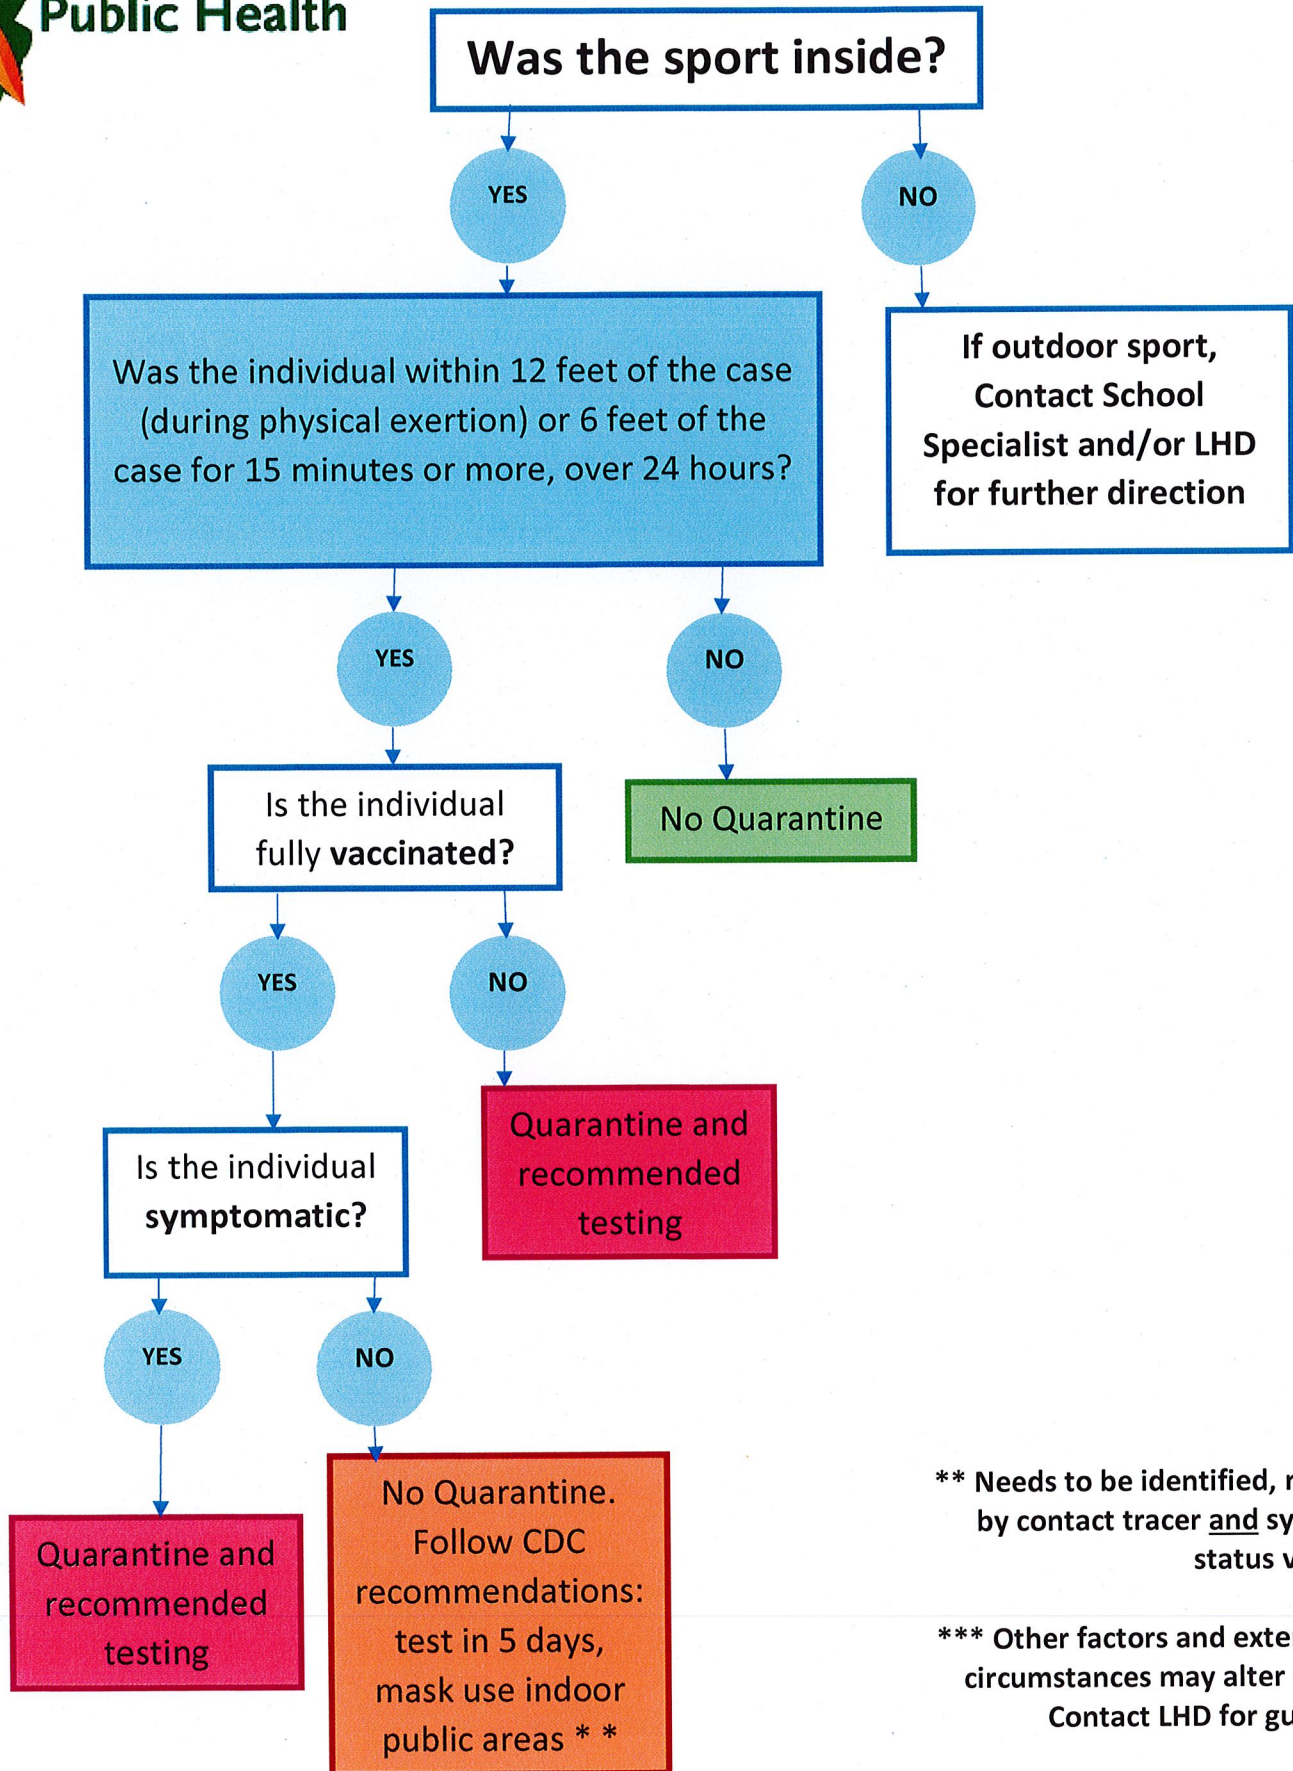 Public Health
Was the sport inside?
YES
NO
Was the individual within 12 feet of the case
(during physical exertion) or 6 feet of the
case for 15 minutes or more, over 24 hours?
If outdoor sport,
Contact School
Specialist and/or LHD
for further direction
YES
NO
Is the individual
fully vaccinated?
No Quarantine
YES
NO
Is the individual
symptomatic?
Quarantine and
recommended
testing
YES
NO
Quarantine and
recommended
testing
No Quarantine.
Follow CDC
recommendations:
test in 5 days,
mask use indoor
public areas * *
** Needs to be identified,
by contact tracer and
status
*** Other factors and
circumstances may alter
Contact LHD for